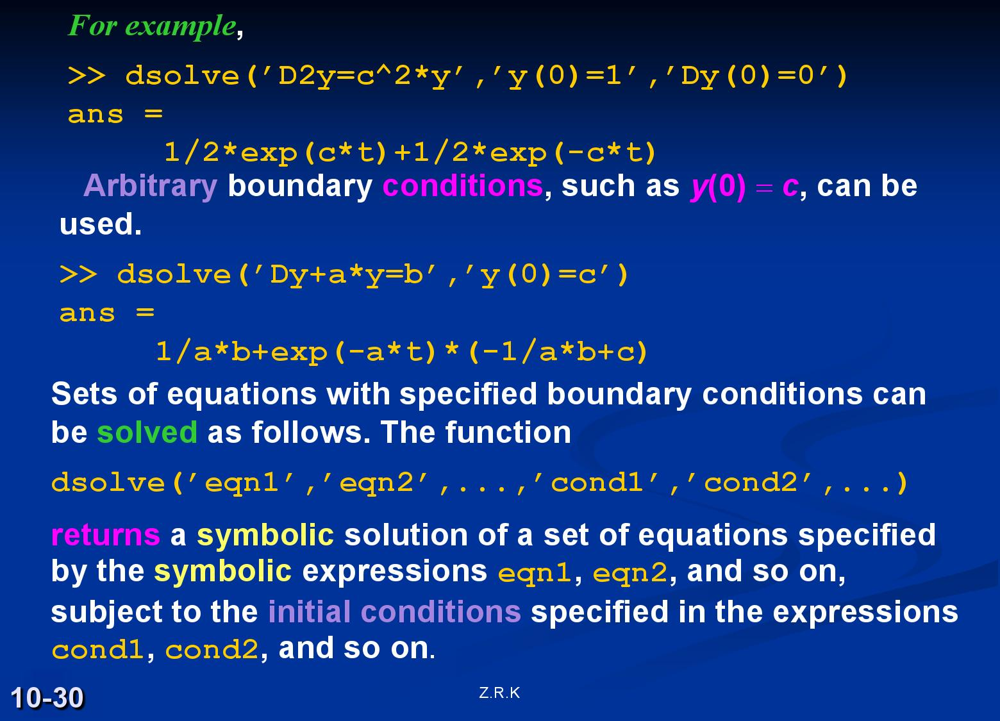 For example,
>> dsolve(’D2y=c^2*y’,’y(0)=1’,’Dy(0)=0’)
ans =
1/2*exp(c*t)+1/2*exp(-c*t)
Arbitrary boundary conditions, such as y(0) = c, can be
used.
>> dsolve(’Dy+a*y=b’,’y(0)=c’)
ans =
1/a*b+exp(-a*t)*(-1/a*b+c)
Sets of equations with specified boundary conditions can
be solved as follows. The function
dsolve(’eqn1’,’eqn2’,...,’cond1’,’cond2’,...)
returns a symbolic solution of a set of equations specified
by the symbolic expressions eqn1, eqn2, and so on,
subject to the initial conditions specified in the expressions
cond1, cond2, and so on.
10-30
Z.R.K